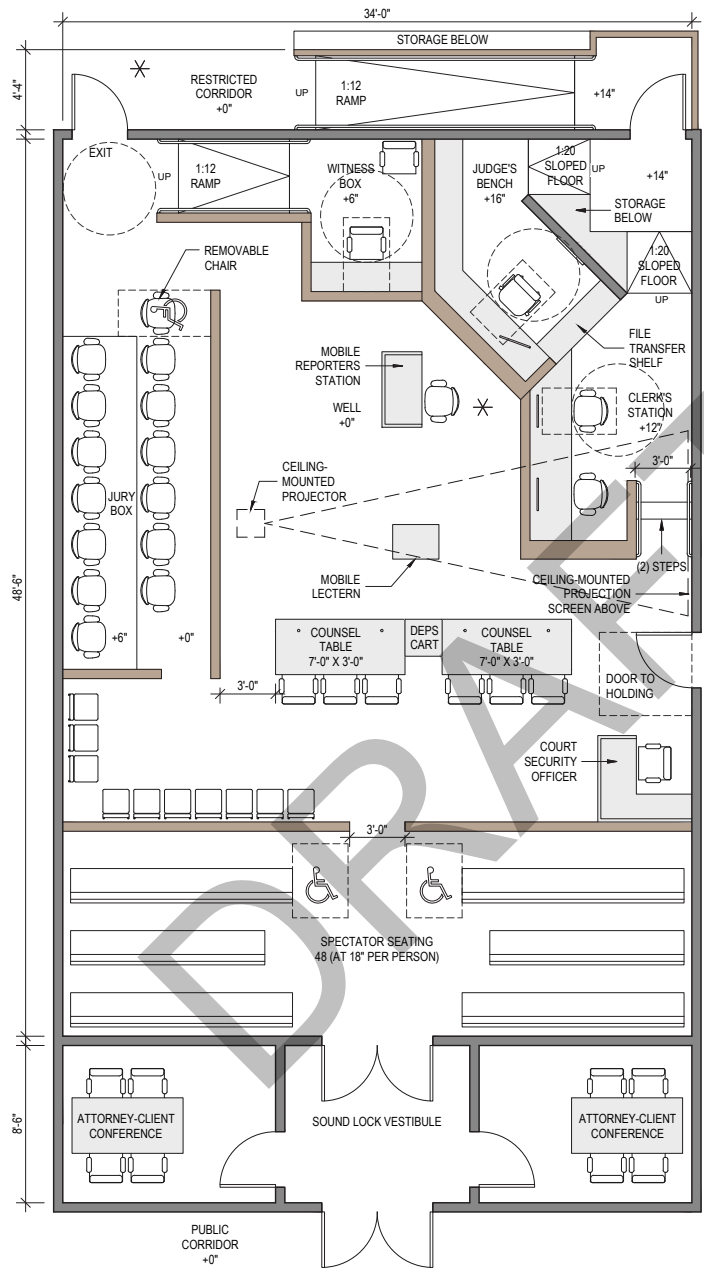 34'-0"
STORAGE BELOW
4'-4"
RESTRICTED
CORRIDOR
+0"
UP
1:12
RAMP
+14"
EXIT
UP
1:12
RAMP
WITNESS
BOX
+6"
JUDGE'S
BENCH
+16"
1:20
SLOPED
FLOOR
UP
+14"
STORAGE
BELOW
1:20
SLOPED
FLOOR
UP
REMOVABLE
CHAIR
MOBILE
REPORTERS
STATION
WELL
+0"
FILE
TRANSFER
SHELF
CLERK'S
STATION
+12"
3'-0"
CEILING-
MOUNTED
PROJECTOR
JURY
BOX
48'-6"
MOBILE
LECTERN
(2) STEPS
CEILING-MOUNTED
PROJECTION
SCREEN ABOVE
+6"
+0"
COUNSEL
TABLE
7'-0" X 3'-0"
DEPS
CART
COUNSEL
TABLE
7'-0" X 3'-0"
3'-0"
DOOR TO
HOLDING
COURT
SECURITY
OFFICER
3'-0"
SPECTATOR SEATING
48 (AT 18" PER PERSON)
DRAFT
8'-6"
ATTORNEY-CLIENT
CONFERENCE
SOUND LOCK VESTIBULE
ATTORNEY-CLIENT
CONFERENCE
PUBLIC
CORRIDOR
+0"